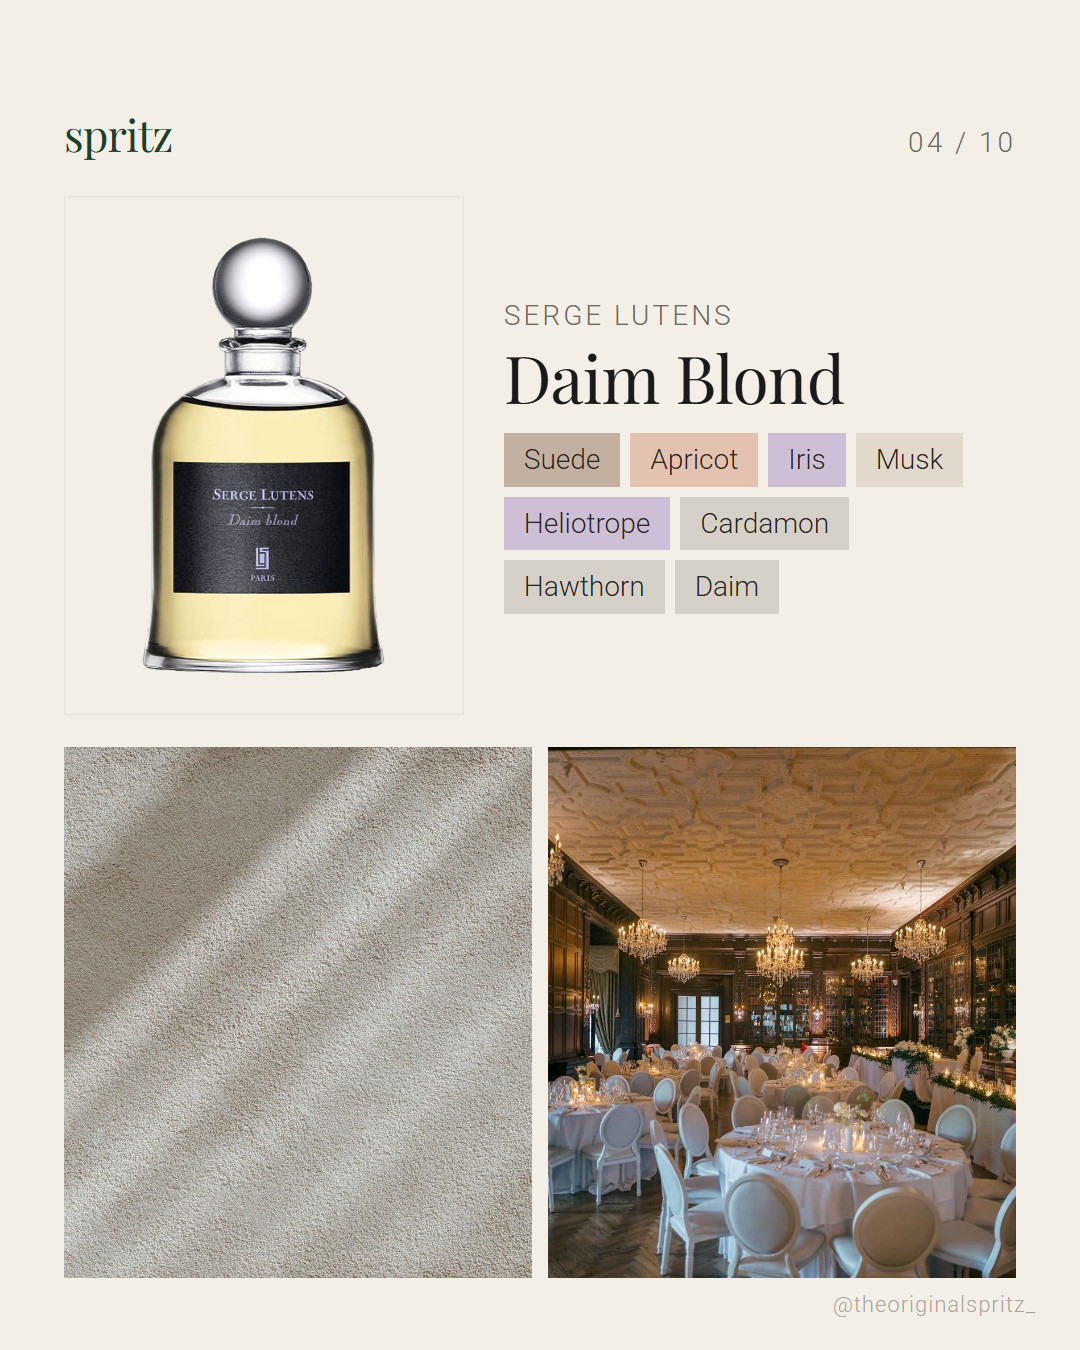 spritz
04 / 10
SERGE LUTENS
Daim Blond
Suede Apricot Iris Musk
Heliotrope Cardamon
Hawthorn Daim
SERGE LUTENS
Daim blond
PARIS
@theoriginalspritz_